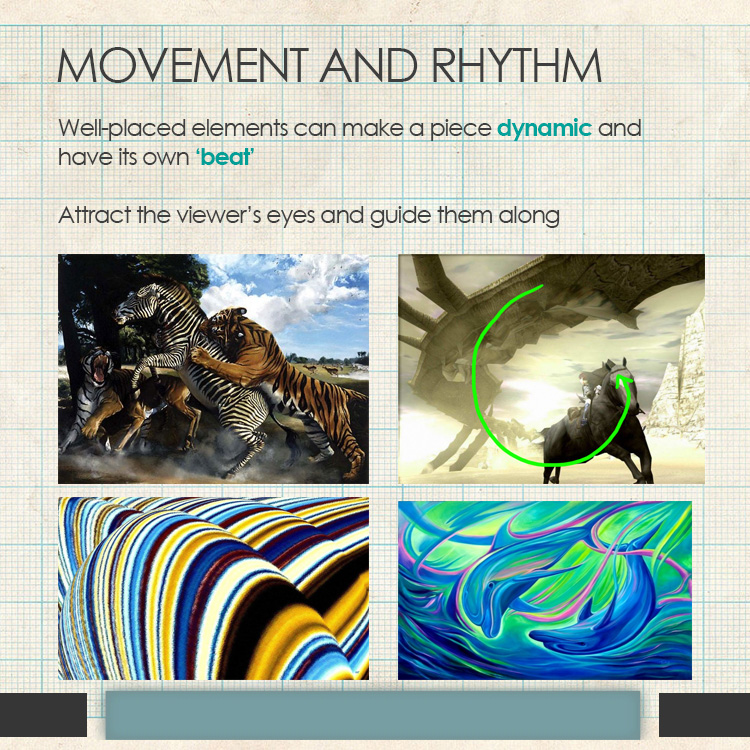 MOVEMENT AND RHYTHM
Well-placed elements can make a piece dynamic and
have its own ‘beat’
Attract the viewer’s eyes and guide them along